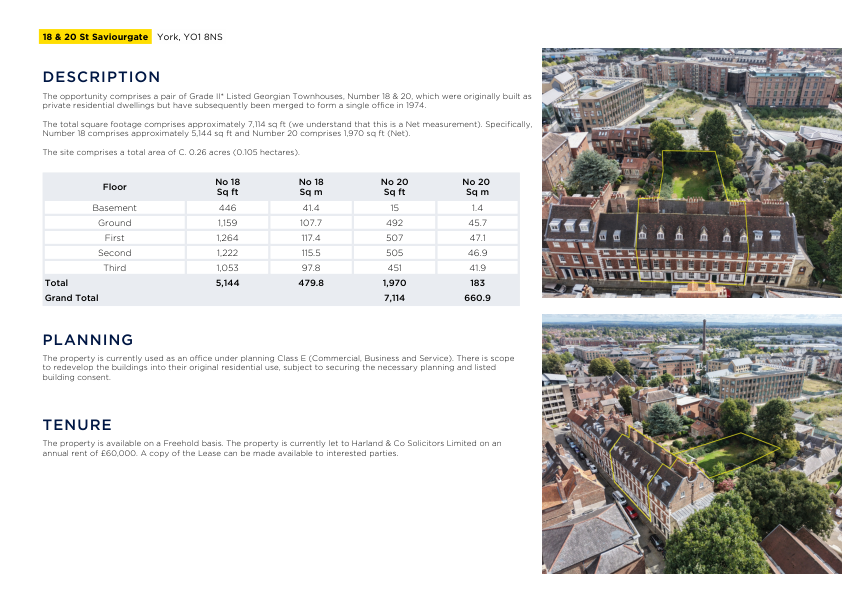 18 & 20 St Saviourgate York, YO1 8NS
DESCRIPTION
The opportunity comprises a pair of Grade II* Listed Georgian Townhouses, Number 18 & 20, which were originally built as
private residential dwellings but have subsequently been merged to form a single office in 1974.
The total square footage comprises approximately 7,114 sq ft (we understand that this is a Net measurement). Specifically,
Number 18 comprises approximately 5,144 sq ft and Number 20 comprises 1,970 sq ft (Net).
The site comprises a total area of C. 0.26 acres (0.105 hectares).
Floor No 18 Sq ft No 18 Sq m No 20 Sq ft No 20 Sq m
Basement 446 41.4 15 1.4
Ground 1,159 107.7 492 45.7
First 1,264 117.4 507 47.1
Second 1,222 115.5 505 46.9
Third 1,053 97.8 451 41.9
Total 5,144 479.8 1,970 183
Grand Total 7,114 660.9
PLANNING
The property is currently used as an office under planning Class E (Commercial, Business and Service). There is scope
to redevelop the buildings into their original residential use, subject to securing the necessary planning and listed
building consent.
TENURE
The property is available on a Freehold basis. The property is currently let to Harland & Co Solicitors Limited on an
annual rent of £60,000. A copy of the Lease can be made available to interested parties.